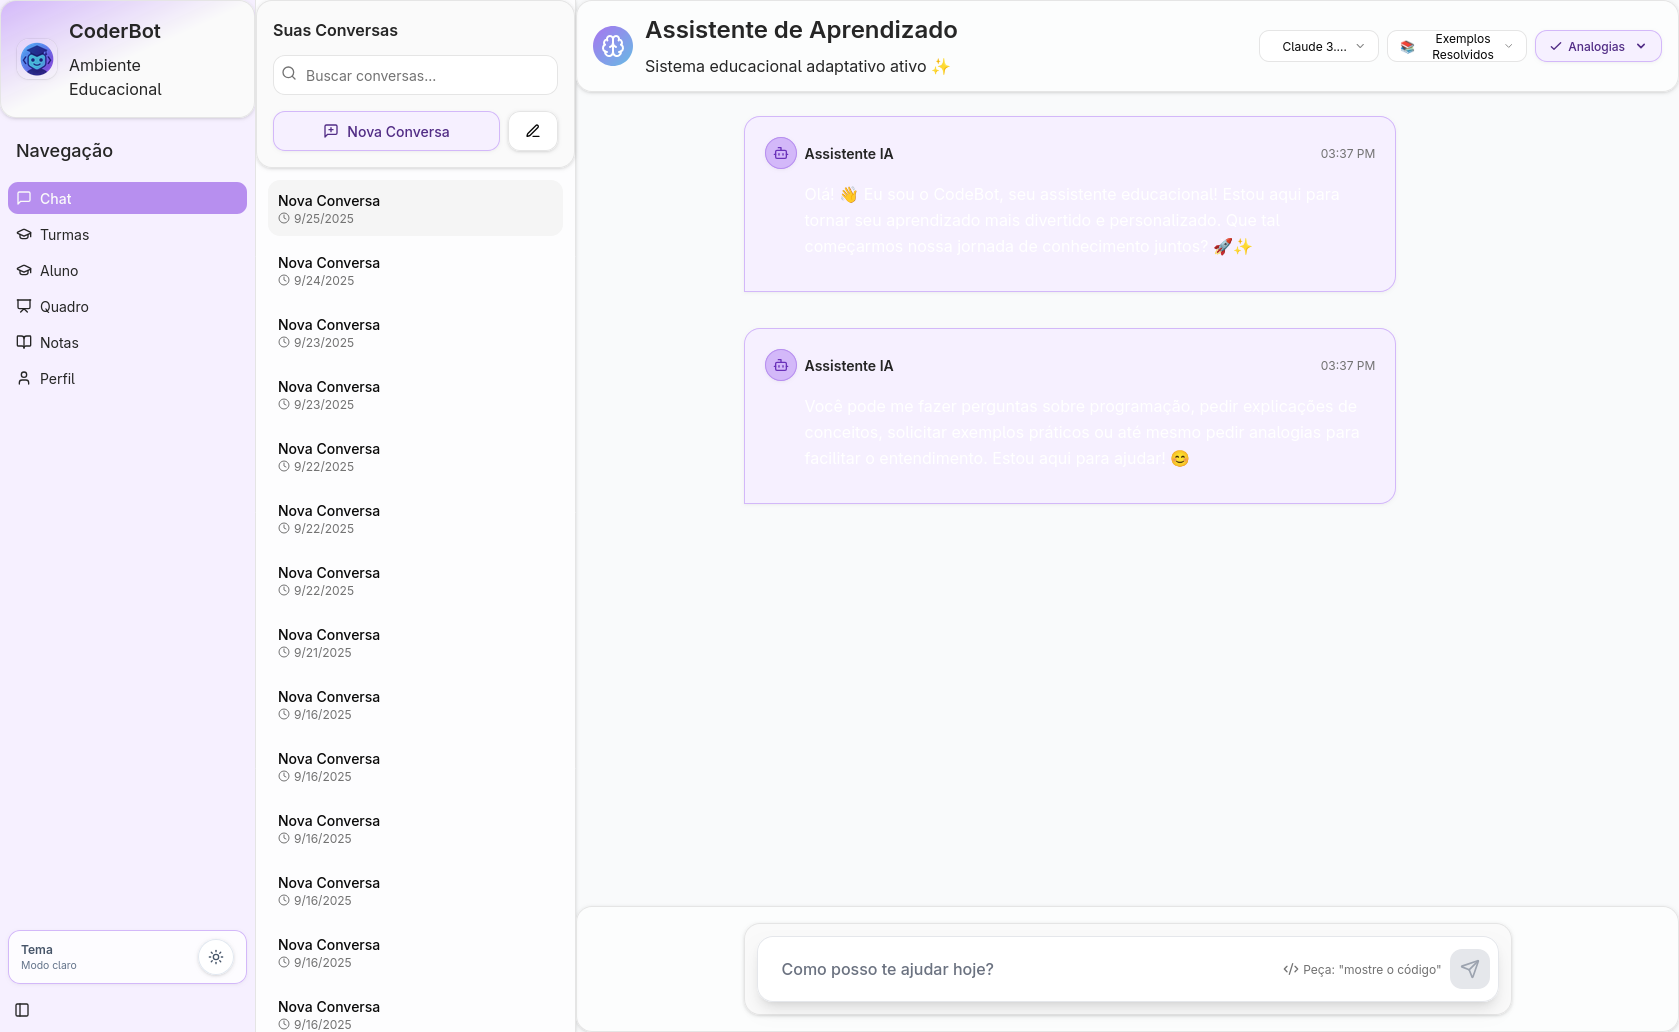 CoderBot
Ambiente
Educacional
Navegação
Chat
Turmas
Aluno
Quadro
Notas
Perfil
Tema
Modo claro
Suas Conversas
Buscar conversas...
Nova Conversa
Nova Conversa
9/25/2025
Nova Conversa
9/24/2025
Nova Conversa
9/23/2025
Nova Conversa
9/23/2025
Nova Conversa
9/22/2025
Nova Conversa
9/22/2025
Nova Conversa
9/22/2025
Nova Conversa
9/21/2025
Nova Conversa
9/16/2025
Nova Conversa
9/16/2025
Nova Conversa
9/16/2025
Nova Conversa
9/16/2025
Nova Conversa
9/16/2025
Nova Conversa
9/16/2025
Assistente de Aprendizado
Sistema educacional adaptativo ativo ✨
Claude 3....
📚 Exemplos
Resolvidos
Analogias
Assistente IA
03:37 PM
Olá! 👋 Eu sou o CodeBot, seu assistente educacional! Estou aqui para
tornar seu aprendizado mais divertido e personalizado. Que tal
começarmos nossa jornada de conhecimento juntos? 🚀✨
Assistente IA
03:37 PM
Você pode me fazer perguntas sobre programação, pedir explicações de
conceitos, solicitar exemplos práticos ou até mesmo pedir analogias para
facilitar o entendimento. Estou aqui para ajudar! 😊
Como posso te ajudar hoje?
Peça: "mostre o código"